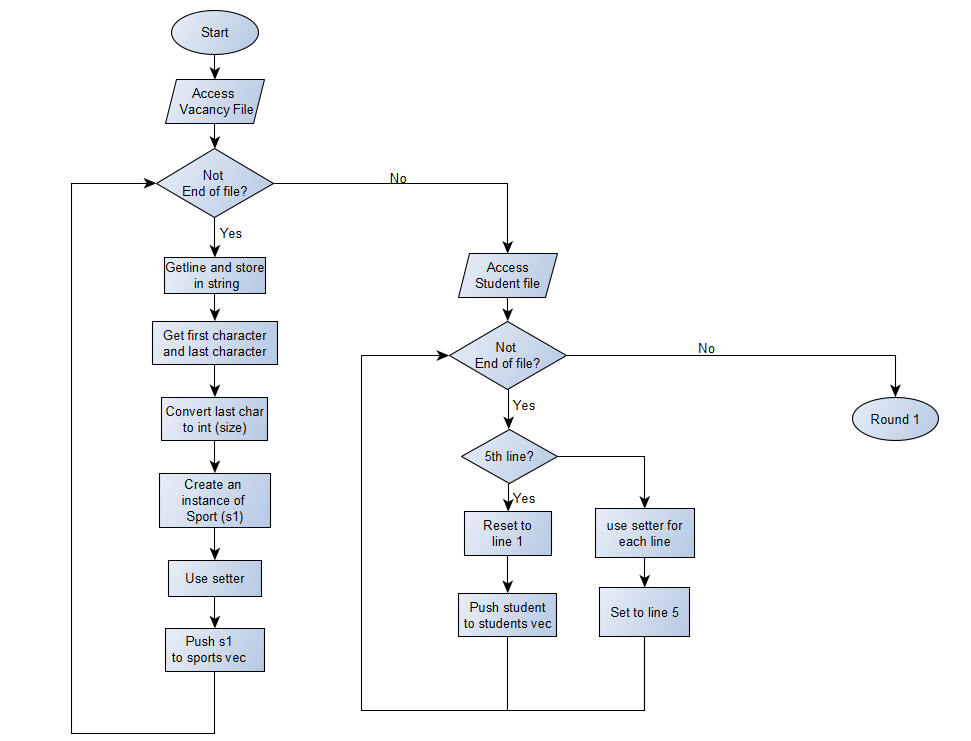 Start
Access
Vacancy File
Not
End of file?
No
Yes
Getline and store
in string
Get first character
and last character
Convert last char
to int (size)
Create an
instance of
Sport (s1)
Use setter
Push s1
to sports vec
Access
Student file
Not
End of file?
No
Yes
Round 1
5th line?
Yes
Reset to
line 1
Push student
to students vec
use setter for
each line
Set to line 5